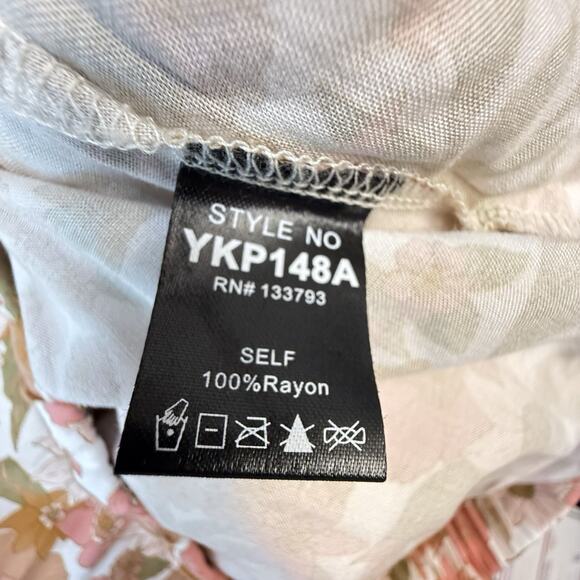 STYLE NO
YKP148A
RN# 133793
SELF
100%Rayon